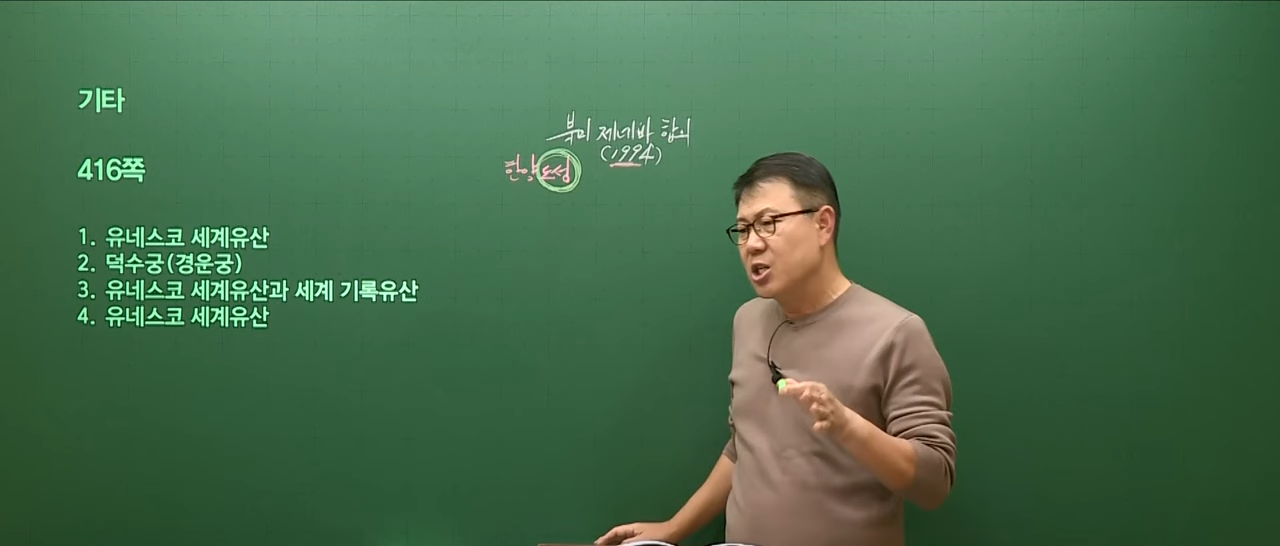 기타
416쪽
1. 유네스코 세계유산
2. 덕수궁(경운궁)
3. 유네스코 세계유산과 세계 기록유산
4. 유네스코 세계유산
북미 제네바 합의
(1994)
한양도성